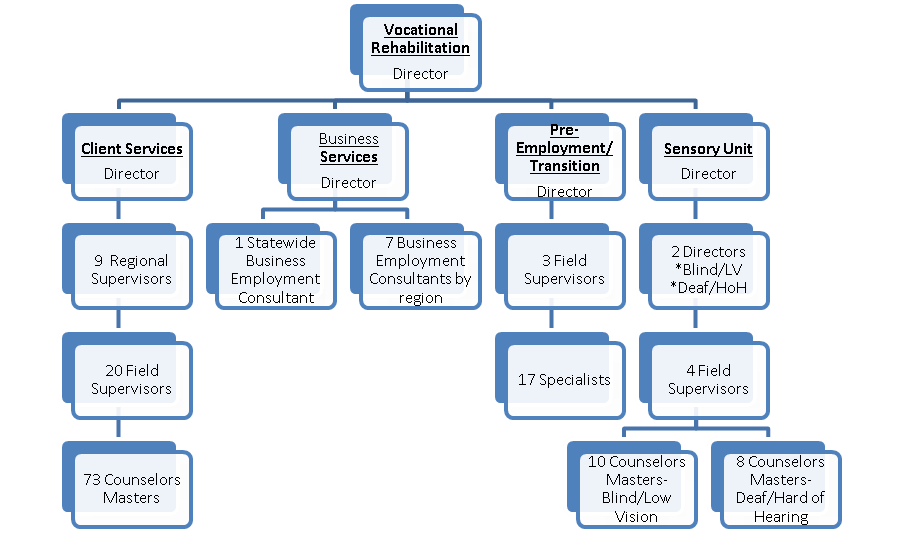 Vocational
Rehabilitation
Director
Client Services
Director
Business
Services
Director
Pre-
Employment/
Transition
Director
Sensory Unit
Director
9 Regional
Supervisors
1 Statewide
Business
Employment
Consultant
7 Business
Employment
Consultants by
region
3 Field
Supervisors
2 Directors
*Blind/LV
*Deaf/HoH
20 Field
Supervisors
17 Specialists
4 Field
Supervisors
73 Counselors
Masters
10 Counselors
Masters-
Blind/Low
Vision
8 Counselors
Masters-
Deaf/Hard of
Hearing